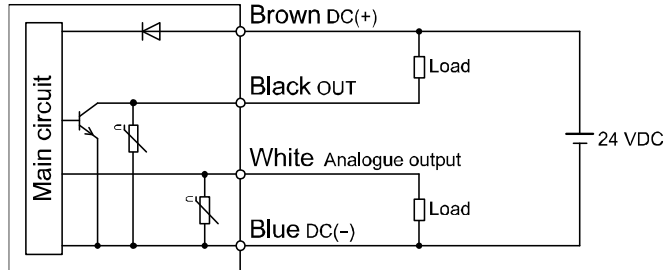 Brown DC(+)
Load
Black OUT
Main circuit
U
White Analogue output
24 VDC
U
Load
Blue DC(−)